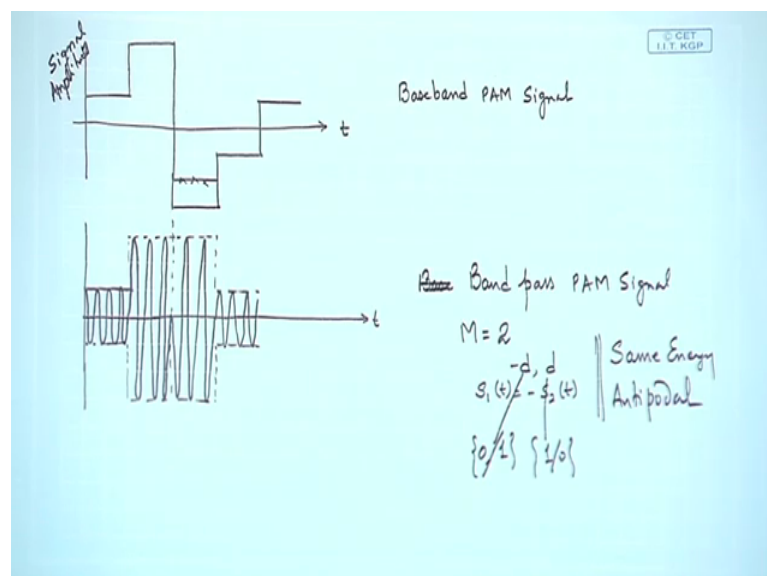 © CET
I.I.T. KGP
Signal
Amplitude
Baseband PAM Signal
t
Band pass PAM Signal
t
M = 2
-d, d
S₁(t) = - S₂(t)
Same Energy
Antipodal
{0/1} {1/0}